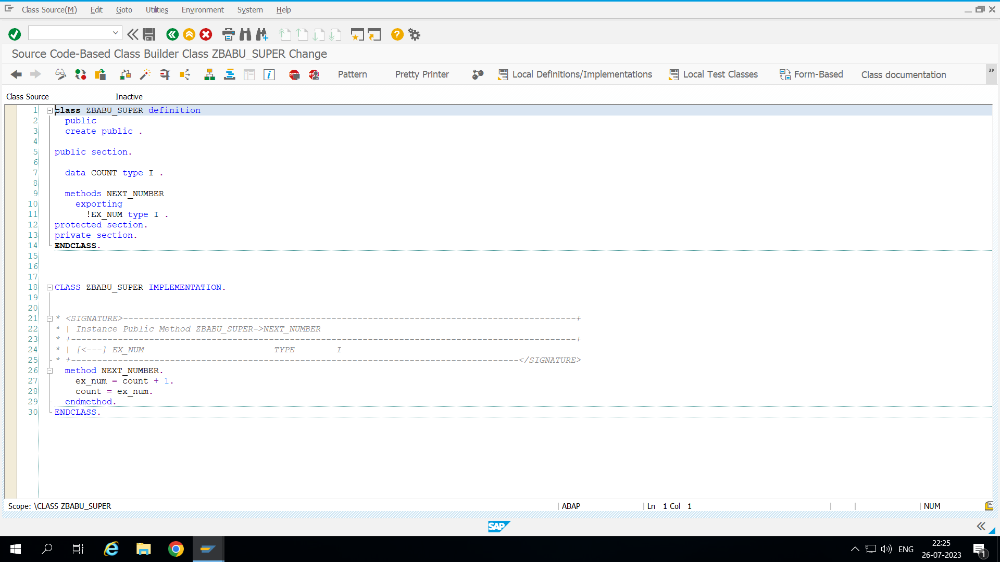 Class Source(M) Edit Goto Utilities Environment System Help
Source Code-Based Class Builder Class ZBABU_SUPER Change
Pattern Pretty Printer Local Definitions/Implementations Local Test Classes Form-Based Class documentation
Class Source Inactive
1 class ZBABU_SUPER definition
2 public
3 create public .
4
5 public section.
6
7 data COUNT type I .
8
9 methods NEXT_NUMBER
10 exporting
11 !EX_NUM type I .
12 protected section.
13 private section.
14 ENDCLASS.
15
16
17
18 CLASS ZBABU_SUPER IMPLEMENTATION.
19
20
21 * <SIGNATURE>---------------------------------------------------------------------------------------+
22 * | Instance Public Method ZBABU_SUPER->NEXT_NUMBER
23 * +-------------------------------------------------------------------------------------------------+
24 * | [<---] EX_NUM TYPE I
25 * +--------------------------------------------------------------------------------------</SIGNATURE>
26 method NEXT_NUMBER.
27 ex_num = count + 1.
28 count = ex_num.
29 endmethod.
30 ENDCLASS.
Scope: \CLASS ZBABU_SUPER ABAP Ln 1 Col 1 NUM
SAP
ENG 22:25
26-07-2023
1